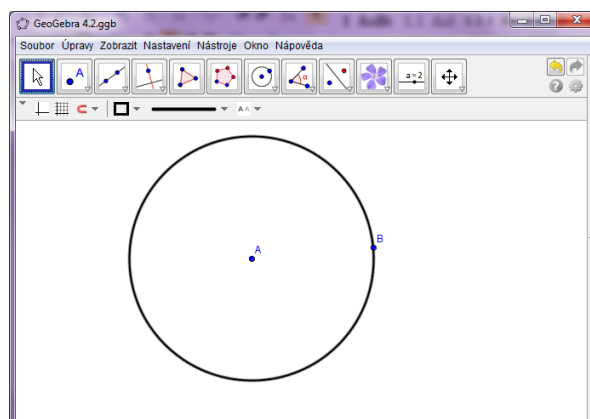 GeoGebra 4.2.ggb
Soubor Úpravy Zobrazit Nastavení Nástroje Okno Nápověda
A α a=2
A A
A
B